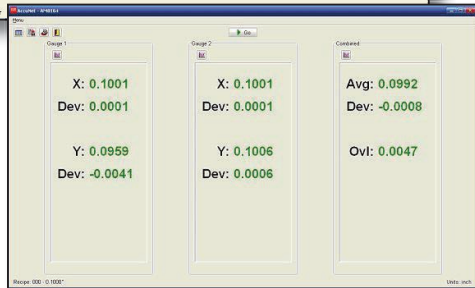 Menu
Go
Gauge 1
X: 0.1001
Dev: 0.0001
Y: 0.0959
Dev: -0.0041
Gauge 2
X: 0.1001
Dev: 0.0001
Y: 0.1006
Dev: 0.0006
Combined
Avg: 0.0992
Dev: -0.0008
Ovl: 0.0047
Recipe: 000 - 0.1000"
Units: inch